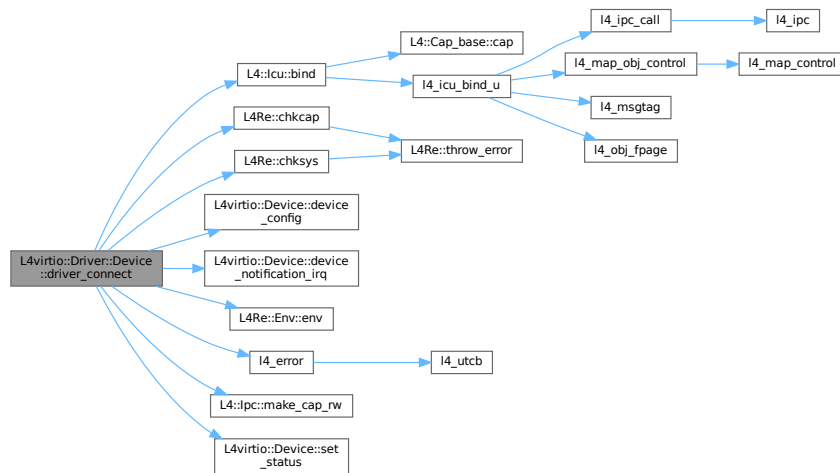 l4_ipc_call
l4_ipc
L4::Cap_base::cap
L4::Icu::bind
l4_map_obj_control
l4_map_control
l4_icu_bind_u
l4_msgtag
L4Re::chkcap
l4_obj_fpage
L4Re::throw_error
L4Re::chksys
L4virtio::Device::device
_config
L4virtio::Driver::Device
::driver_connect
L4virtio::Device::device
_notification_irq
L4Re::Env::env
l4_error
l4_utcb
L4::Ipc::make_cap_rw
L4virtio::Device::set
_status